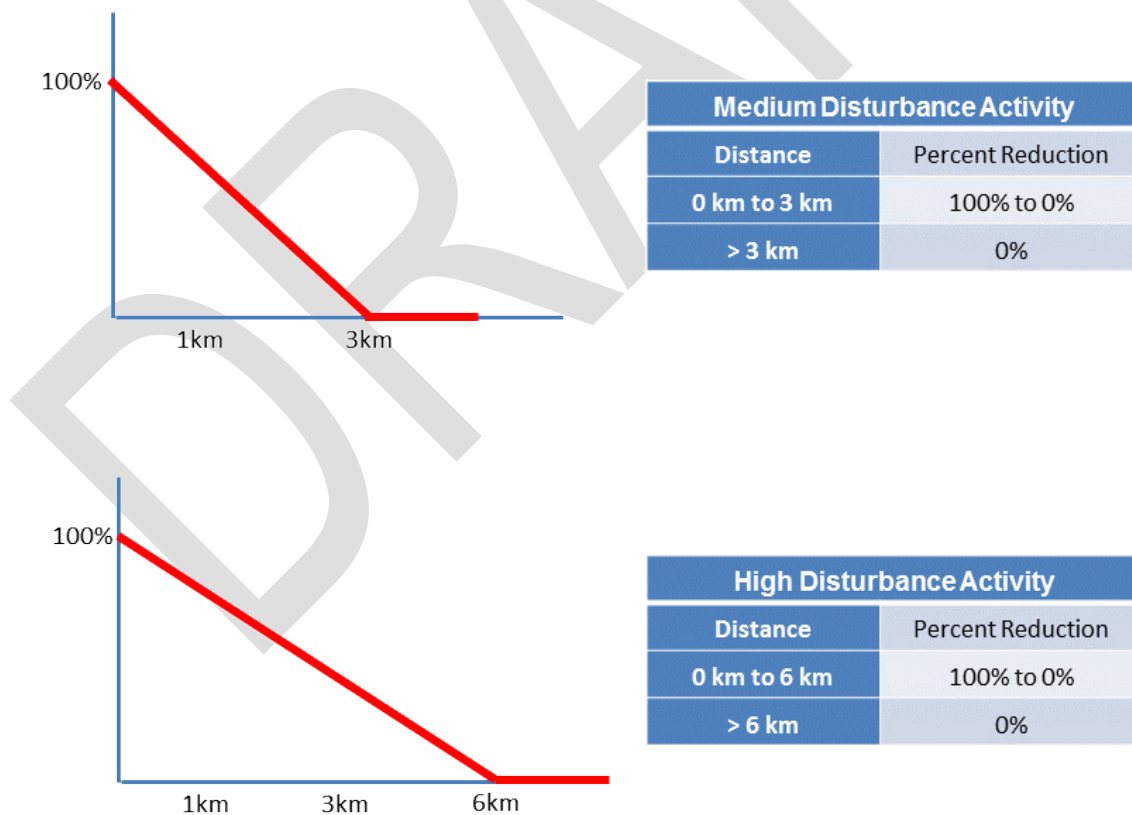 100%
1km 3km
Medium Disturbance Activity
Distance Percent Reduction
0 km to 3 km 100% to 0%
> 3 km 0%
100%
1km 3km 6km
High Disturbance Activity
Distance Percent Reduction
0 km to 6 km 100% to 0%
> 6 km 0%
DRA